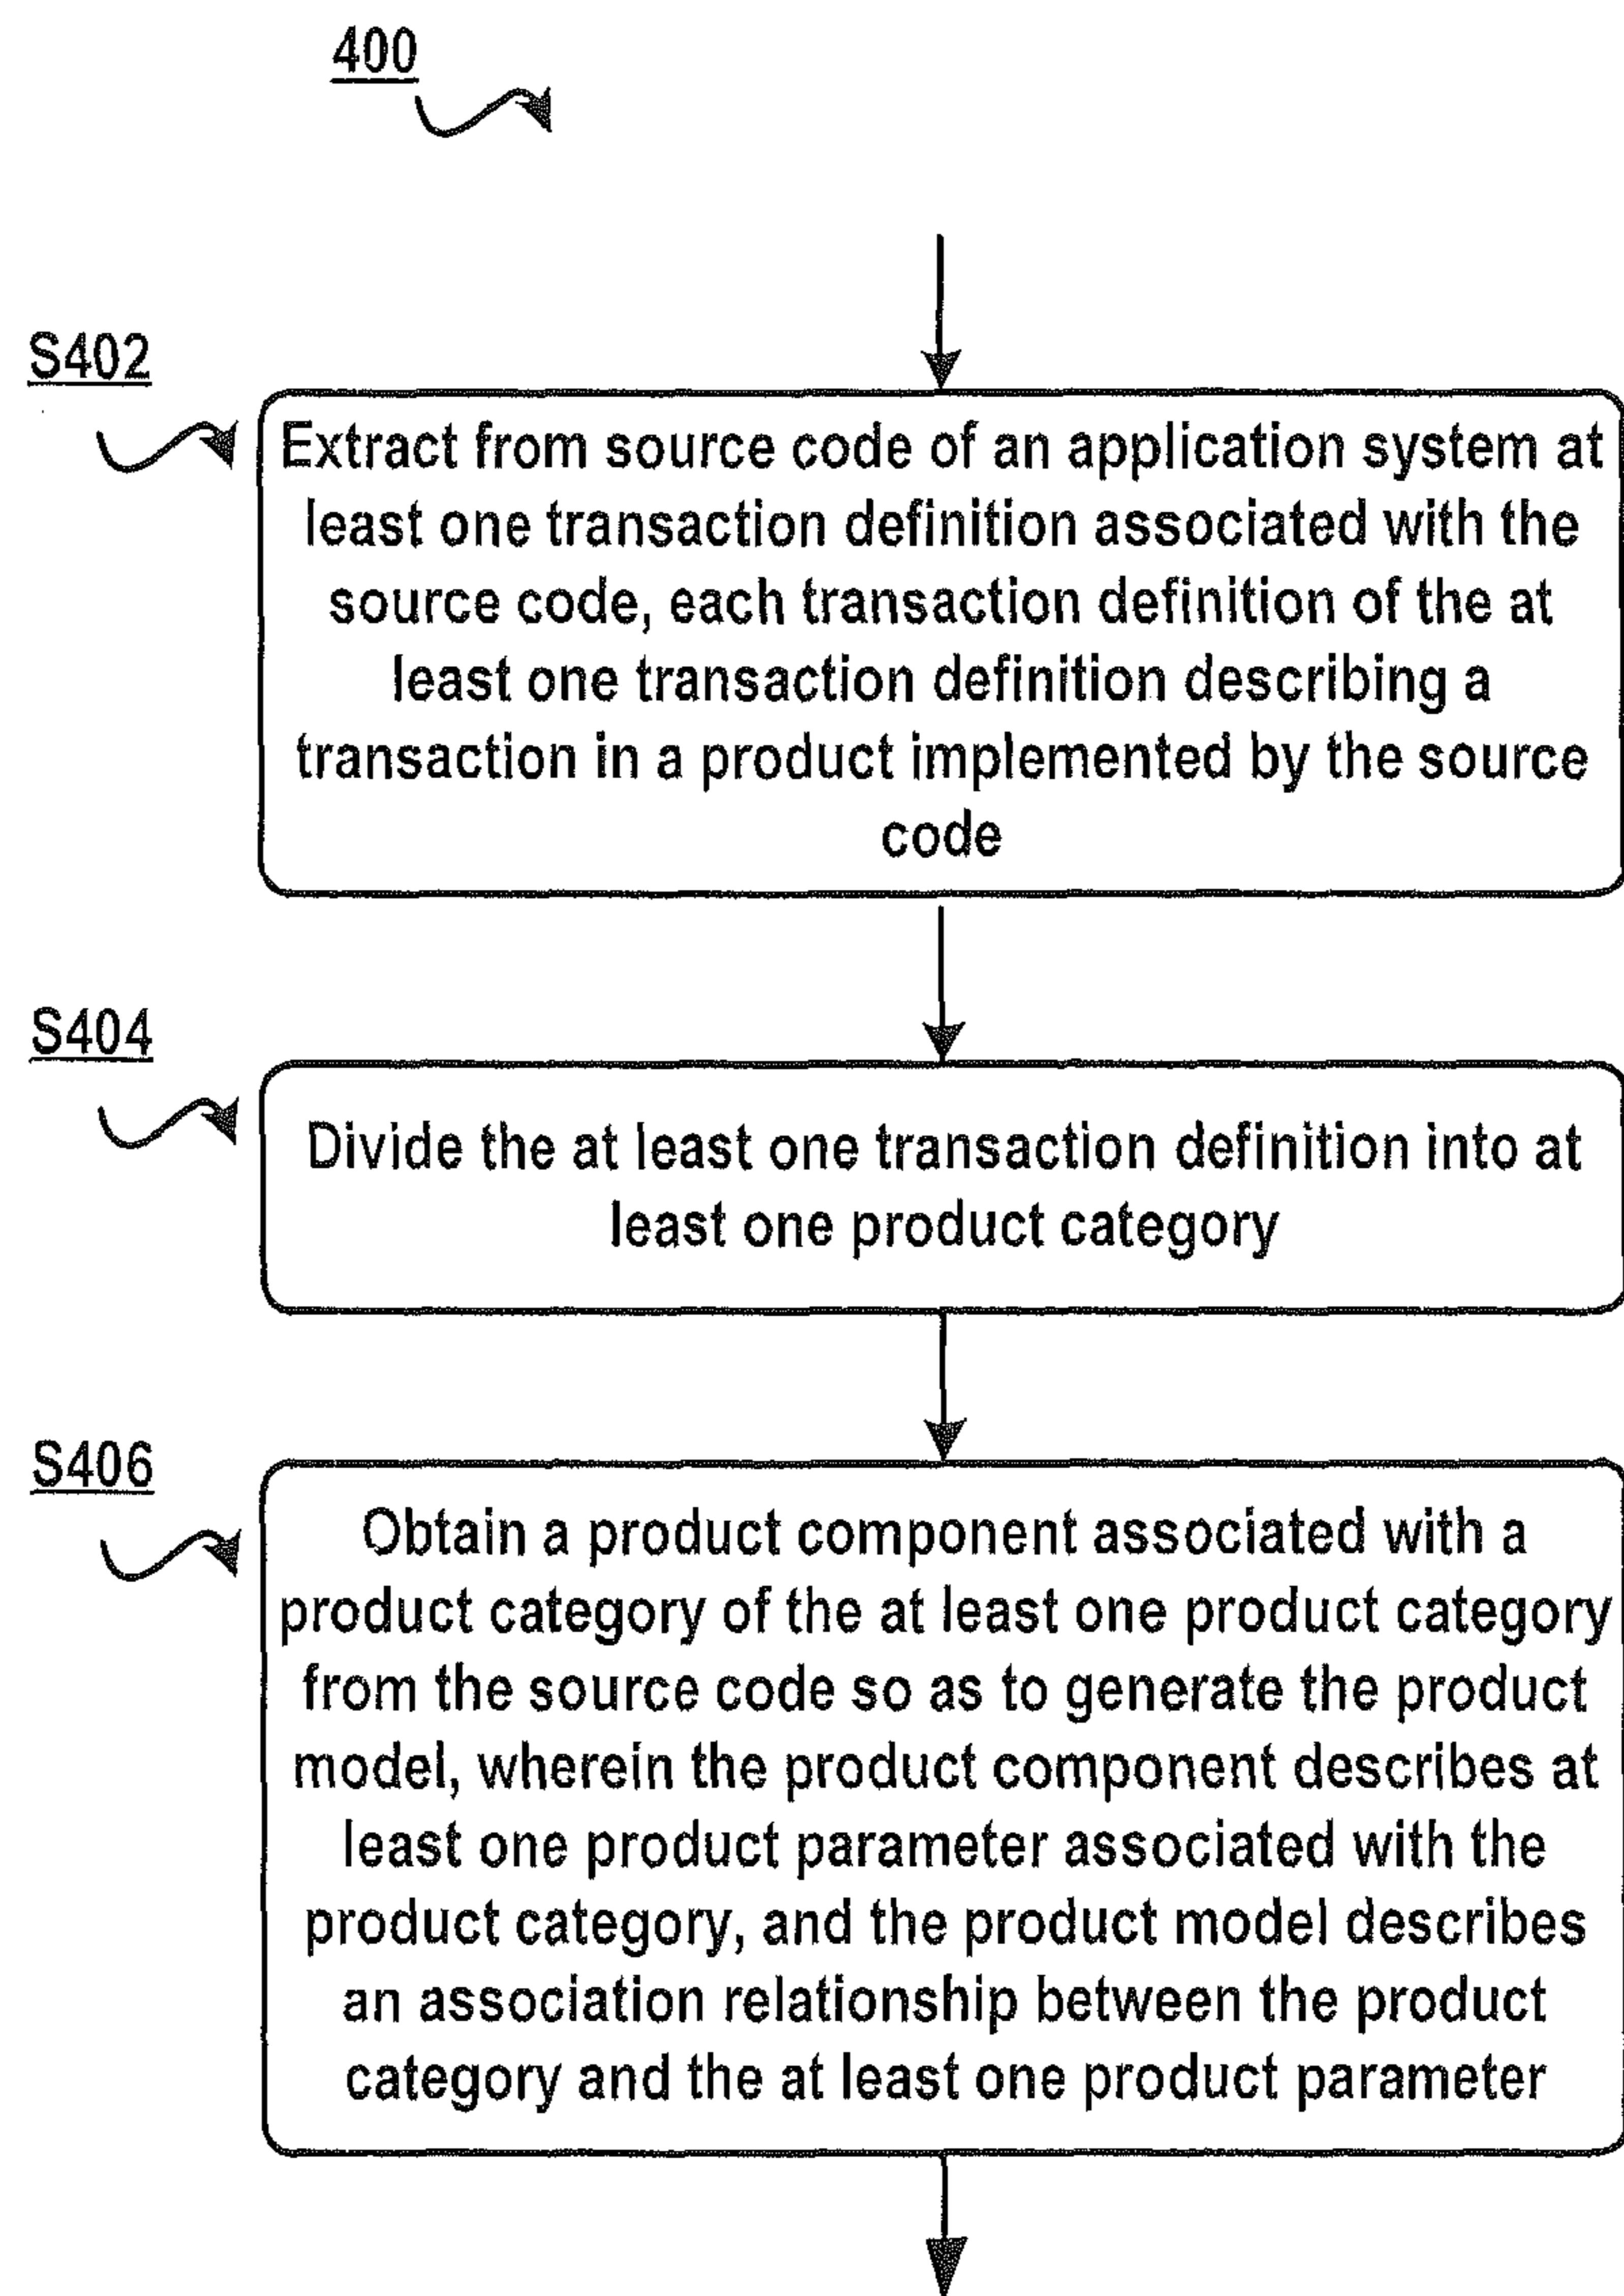 400
S402
Extract from source code of an application system at
least one transaction definition associated with the
source code, each transaction definition of the at
least one transaction definition describing a
transaction in a product implemented by the source
code
S404
Divide the at least one transaction definition into at
least one product category
S406
Obtain a product component associated with a
product category of the at least one product category
from the source code so as to generate the product
model, wherein the product component describes at
least one product parameter associated with the
product category, and the product model describes
an association relationship between the product
category and the at least one product parameter